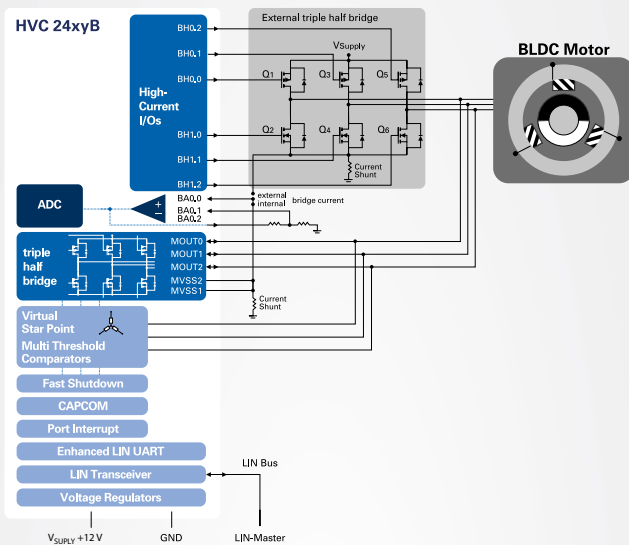 HVC 24xyB
External triple half bridge
BLDC Motor
High-
Current
I/Os
BH0.2
BH0.1
BH0.0
BH1.0
BH1.1
BH1.2
VSupply
Q1
Q3
Q5
Q2
Q4
Q6
Current
Shunt
ADC
+
−
BA0.0
BA0.1
BA0.2
external
internal
bridge current
triple
half
bridge
MOUT0
MOUT1
MOUT2
MVSS2
MVSS1
Current
Shunt
Virtual
Star Point
Multi Threshold
Comparators
Fast Shutdown
CAPCOM
Port Interrupt
Enhanced LIN UART
LIN Transceiver
LIN Bus
Voltage Regulators
VSUPLY +12 V
GND
LIN-Master